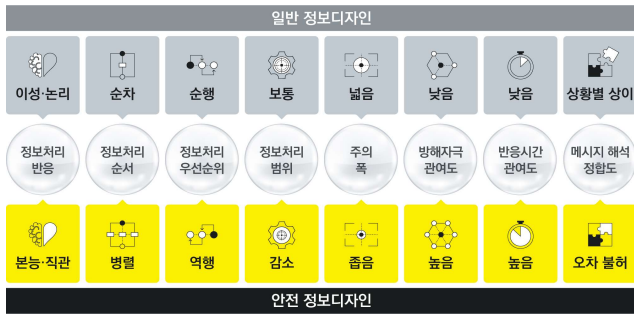 일반 정보디자인
이성·논리 순차 순행 보통 넓음 낮음 낮음 상황별 상이
정보처리 정보처리 정보처리 정보처리 주의 방해자극 반응시간 메시지 해석
반응 순서 우선순위 범위 폭 관여도 관여도 정합도
본능·직관 병렬 역행 감소 좁음 높음 높음 오차 불허
안전 정보디자인